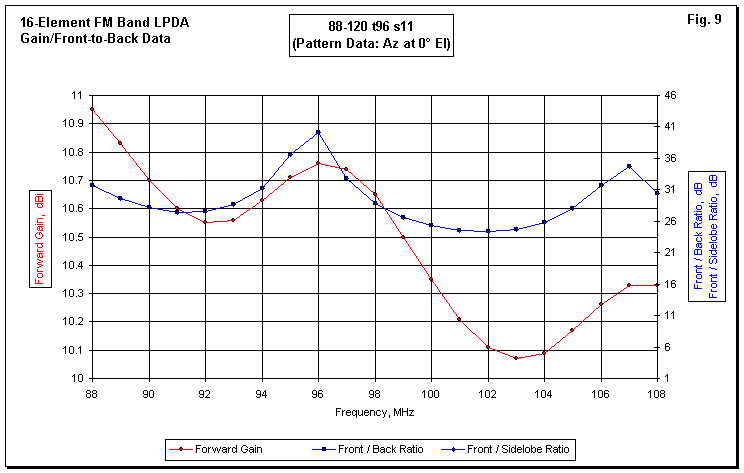 16-Element FM Band LPDA
Gain/Front-to-Back Data
88-120 t96 s11
(Pattern Data: Az at 0° El)
Fig. 9
11
10.9
10.8
10.7
10.6
10.5
10.4
10.3
10.2
10.1
10
Forward Gain, dBi
46
41
36
31
26
21
16
11
6
1
Front / Back Ratio, dB
Front / Sidelobe Ratio, dB
88 90 92 94 96 98 100 102 104 106 108
Frequency, MHz
Forward Gain Front / Back Ratio Front / Sidelobe Ratio